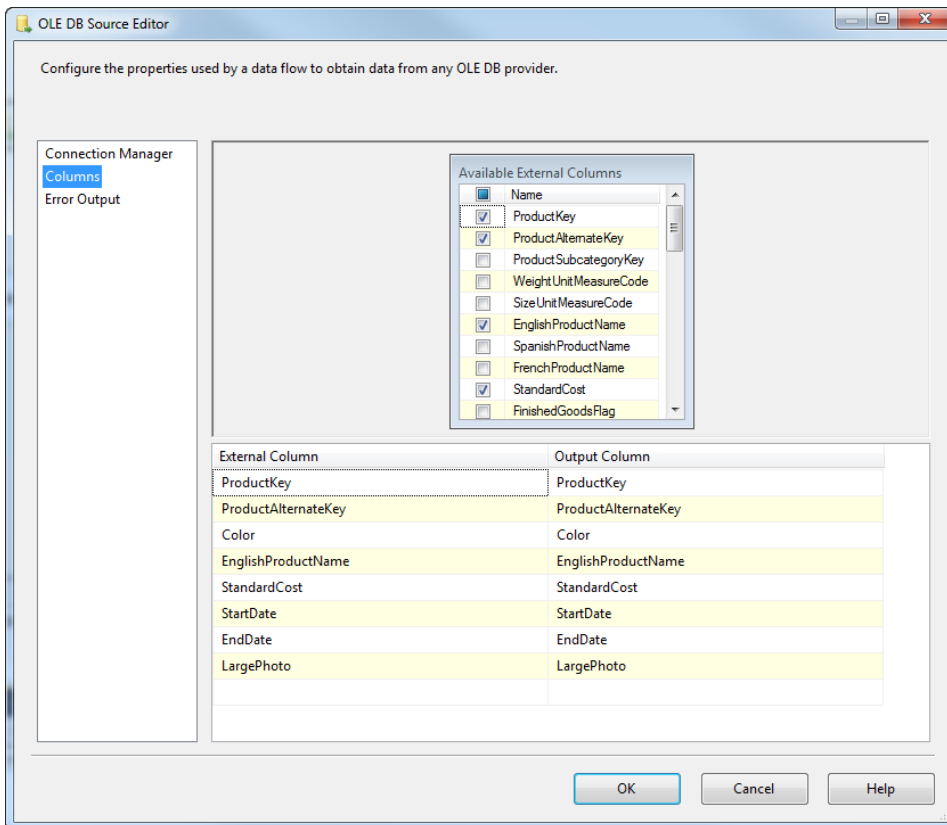 OLE DB Source Editor
Configure the properties used by a data flow to obtain data from any OLE DB provider.
Connection Manager
Columns
Error Output
Available External Columns
Name
ProductKey
ProductAlternateKey
ProductSubcategoryKey
WeightUnitMeasureCode
SizeUnitMeasureCode
EnglishProductName
SpanishProductName
FrenchProductName
StandardCost
FinishedGoodsFlag
External Column Output Column
ProductKey ProductKey
ProductAlternateKey ProductAlternateKey
Color Color
EnglishProductName EnglishProductName
StandardCost StandardCost
StartDate StartDate
EndDate EndDate
LargePhoto LargePhoto
OK Cancel Help